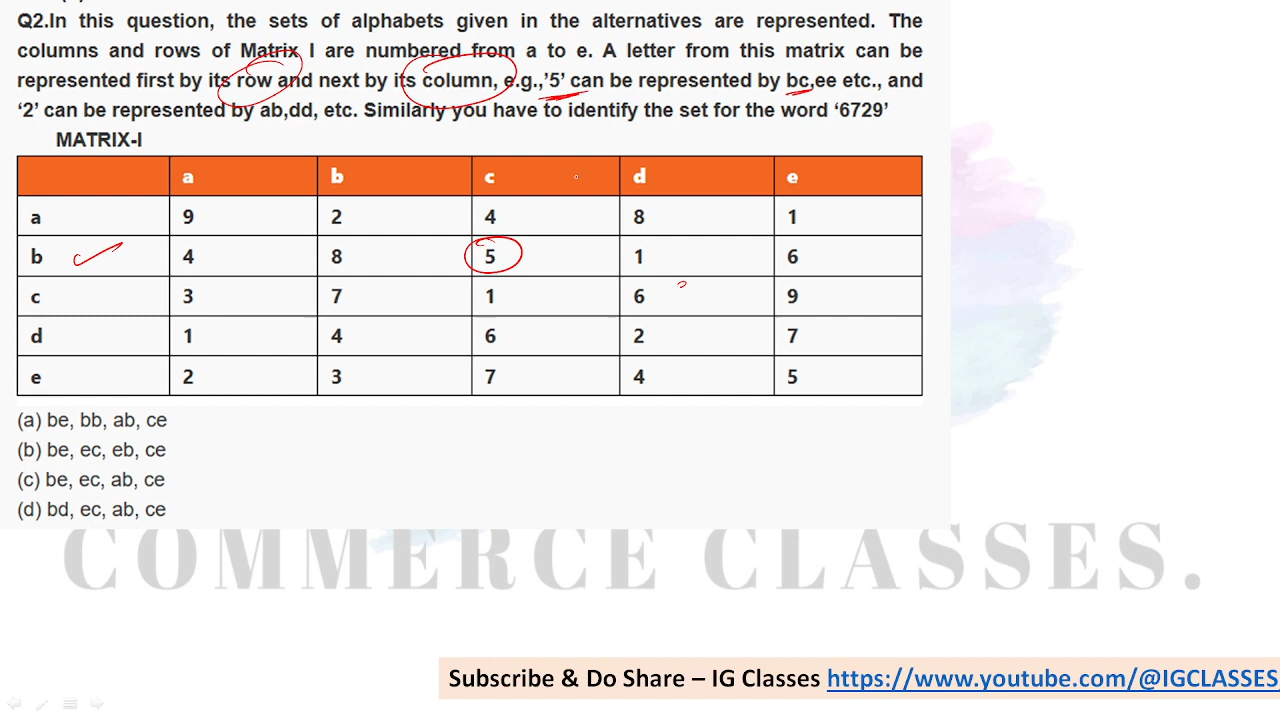 Q2.In this question, the sets of alphabets given in the alternatives are represented. The
columns and rows of Matrix I are numbered from a to e. A letter from this matrix can be
represented first by its row and next by its column, e.g.,’5’ can be represented by bc,ee etc., and
‘2’ can be represented by ab,dd, etc. Similarly you have to identify the set for the word ‘6729’
MATRIX-I
a b c d e
a 9 2 4 8 1
b 4 8 5 1 6
c 3 7 1 6 9
d 1 4 6 2 7
e 2 3 7 4 5
(a) be, bb, ab, ce
(b) be, ec, eb, ce
(c) be, ec, ab, ce
(d) bd, ec, ab, ce
COMMERCE CLASSES.
Subscribe & Do Share – IG Classes https://www.youtube.com/@IGCLASSES